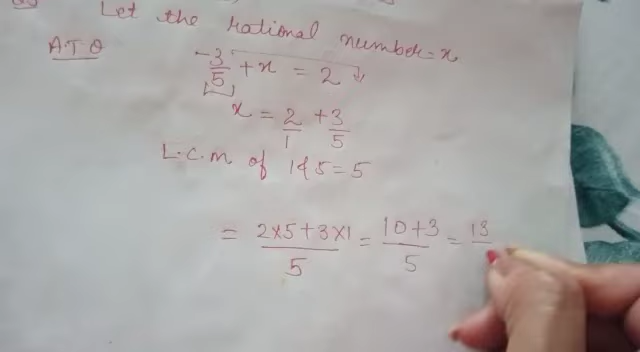 Let the rational number = x
A.T.Q
-3/5 + x = 2
x = 2/1 + 3/5
L.C.M of 1 & 5 = 5
= 2×5+3×1/5 = 10+3/5 = 13